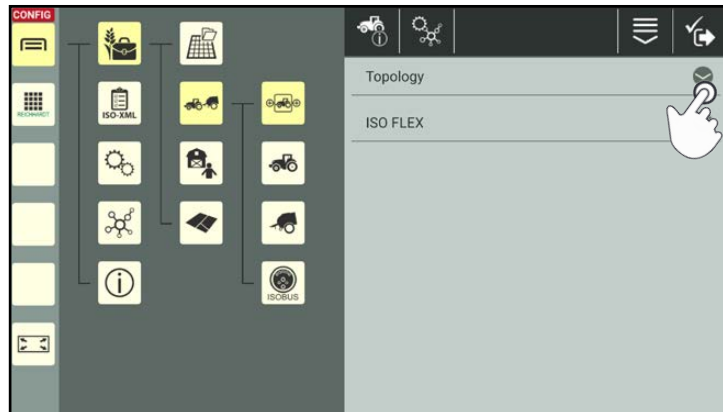 CONFIG
REICHHARDT
ISO-XML
ISOBUS
Topology
ISO FLEX